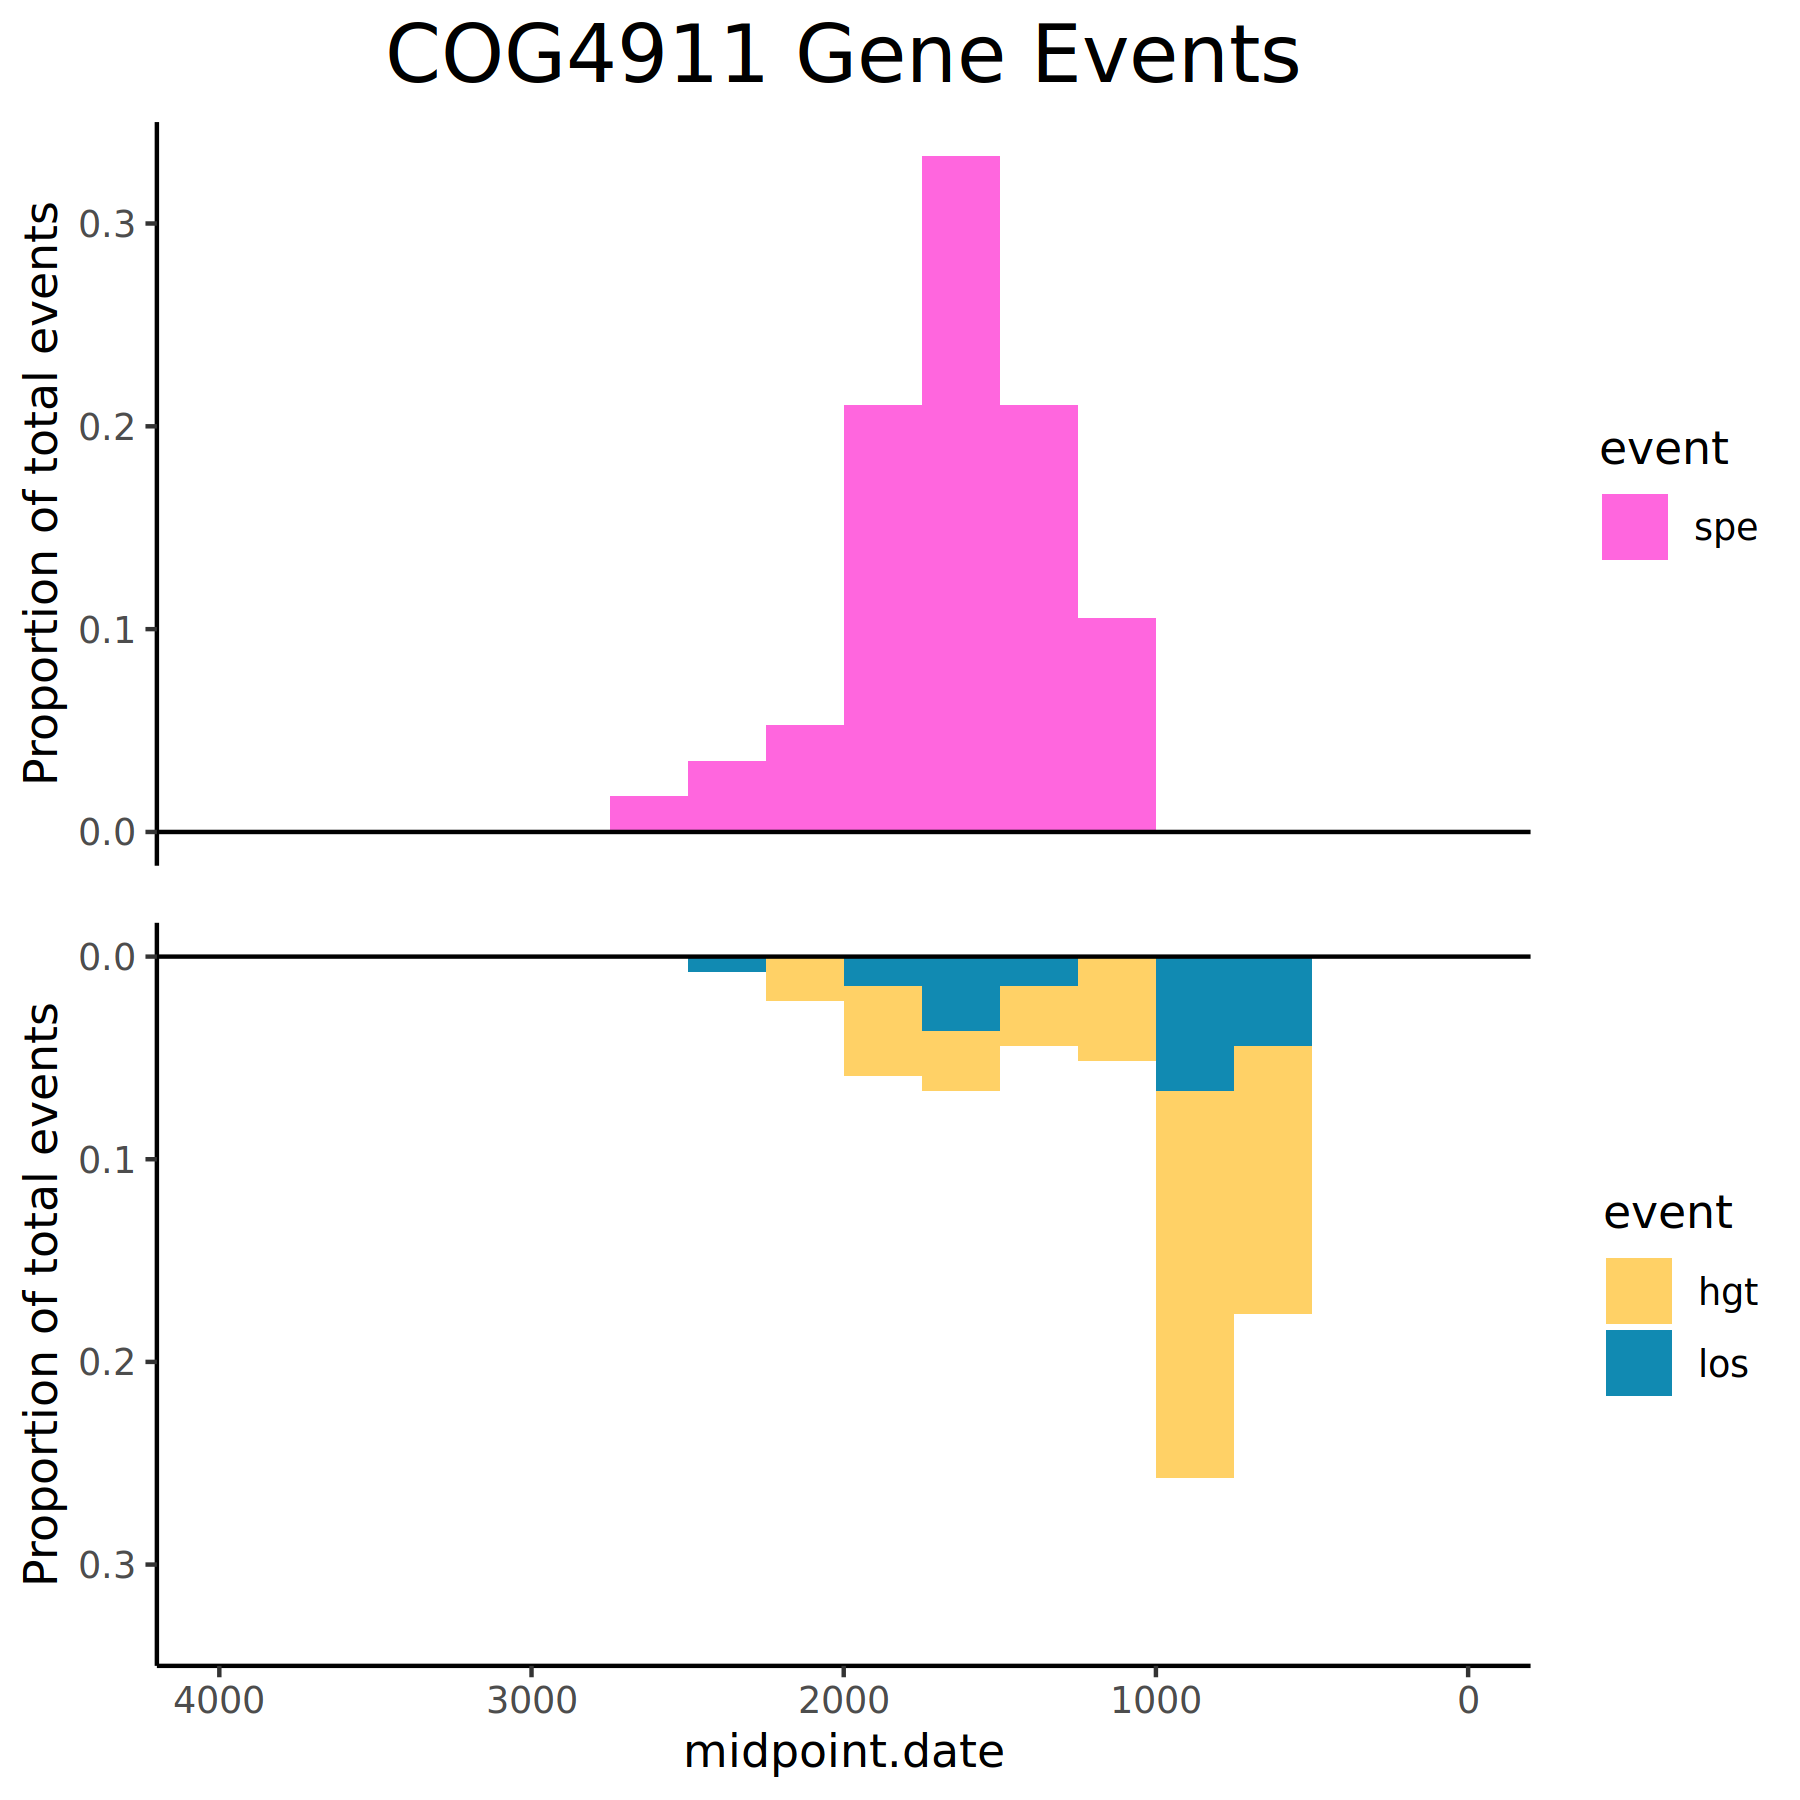 COG4911 Gene Events
Proportion of total events
0.3
0.2
0.1
0.0
event
spe
Proportion of total events
0.0
0.1
0.2
0.3
event
hgt
los
4000 3000 2000 1000 0
midpoint.date